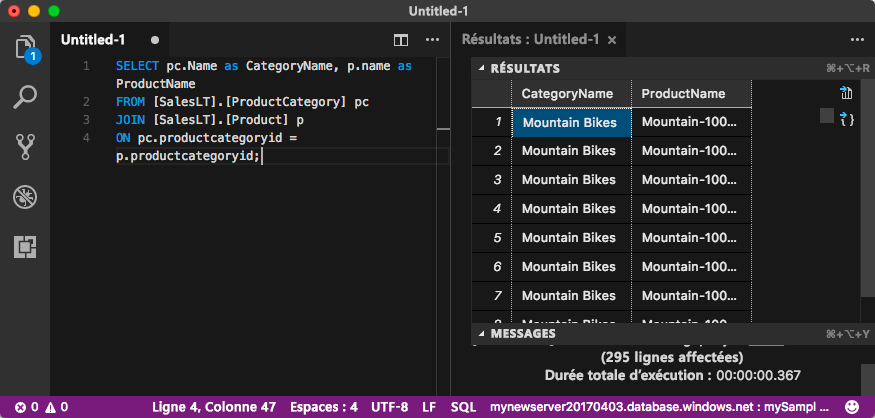 Untitled-1
Untitled-1
Résultats : Untitled-1
1
1 SELECT pc.Name as CategoryName, p.name as
ProductName
2 FROM [SalesLT].[ProductCategory] pc
3 JOIN [SalesLT].[Product] p
4 ON pc.productcategoryid =
p.productcategoryid;
RÉSULTATS ⌘+⌥+R
CategoryName ProductName
1 Mountain Bikes Mountain-100...
2 Mountain Bikes Mountain-100...
3 Mountain Bikes Mountain-100...
4 Mountain Bikes Mountain-100...
5 Mountain Bikes Mountain-100...
6 Mountain Bikes Mountain-100...
7 Mountain Bikes Mountain-100...
MESSAGES ⌘+⌥+Y
(295 lignes affectées)
Durée totale d'exécution : 00:00:00.367
0 0 Ligne 4, Colonne 47 Espaces : 4 UTF-8 LF SQL mynewserver20170403.database.windows.net : mySampl ...